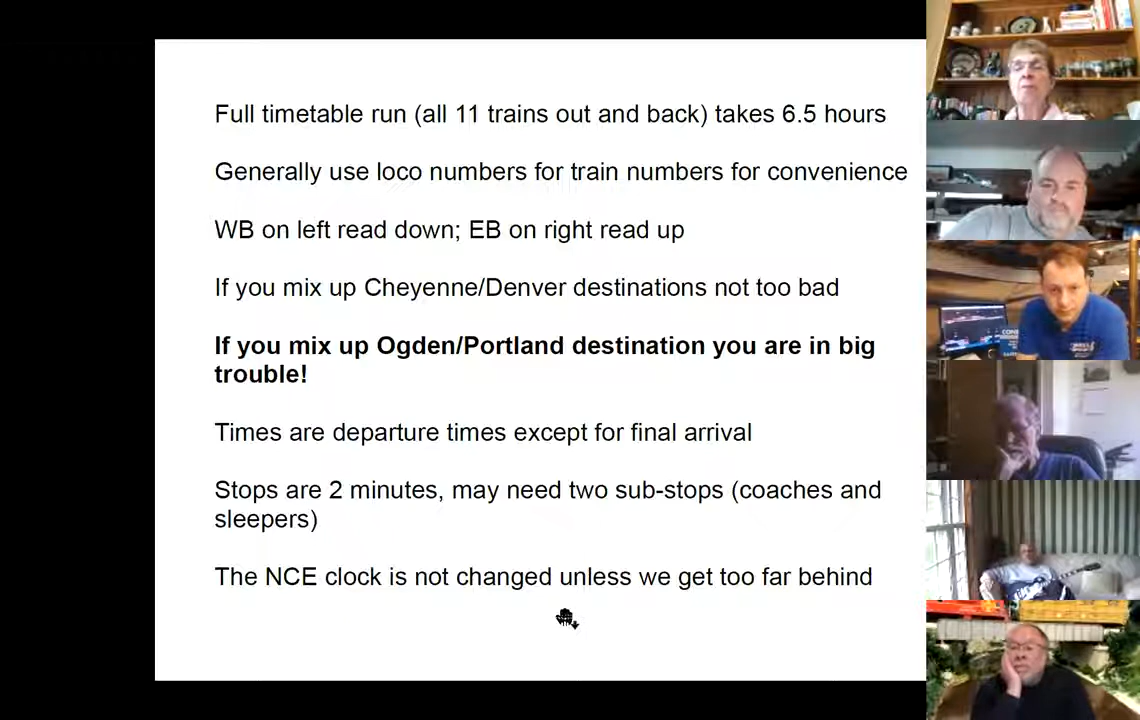 Full timetable run (all 11 trains out and back) takes 6.5 hours
Generally use loco numbers for train numbers for convenience
WB on left read down; EB on right read up
If you mix up Cheyenne/Denver destinations not too bad
If you mix up Ogden/Portland destination you are in big
trouble!
Times are departure times except for final arrival
Stops are 2 minutes, may need two sub-stops (coaches and
sleepers)
The NCE clock is not changed unless we get too far behind